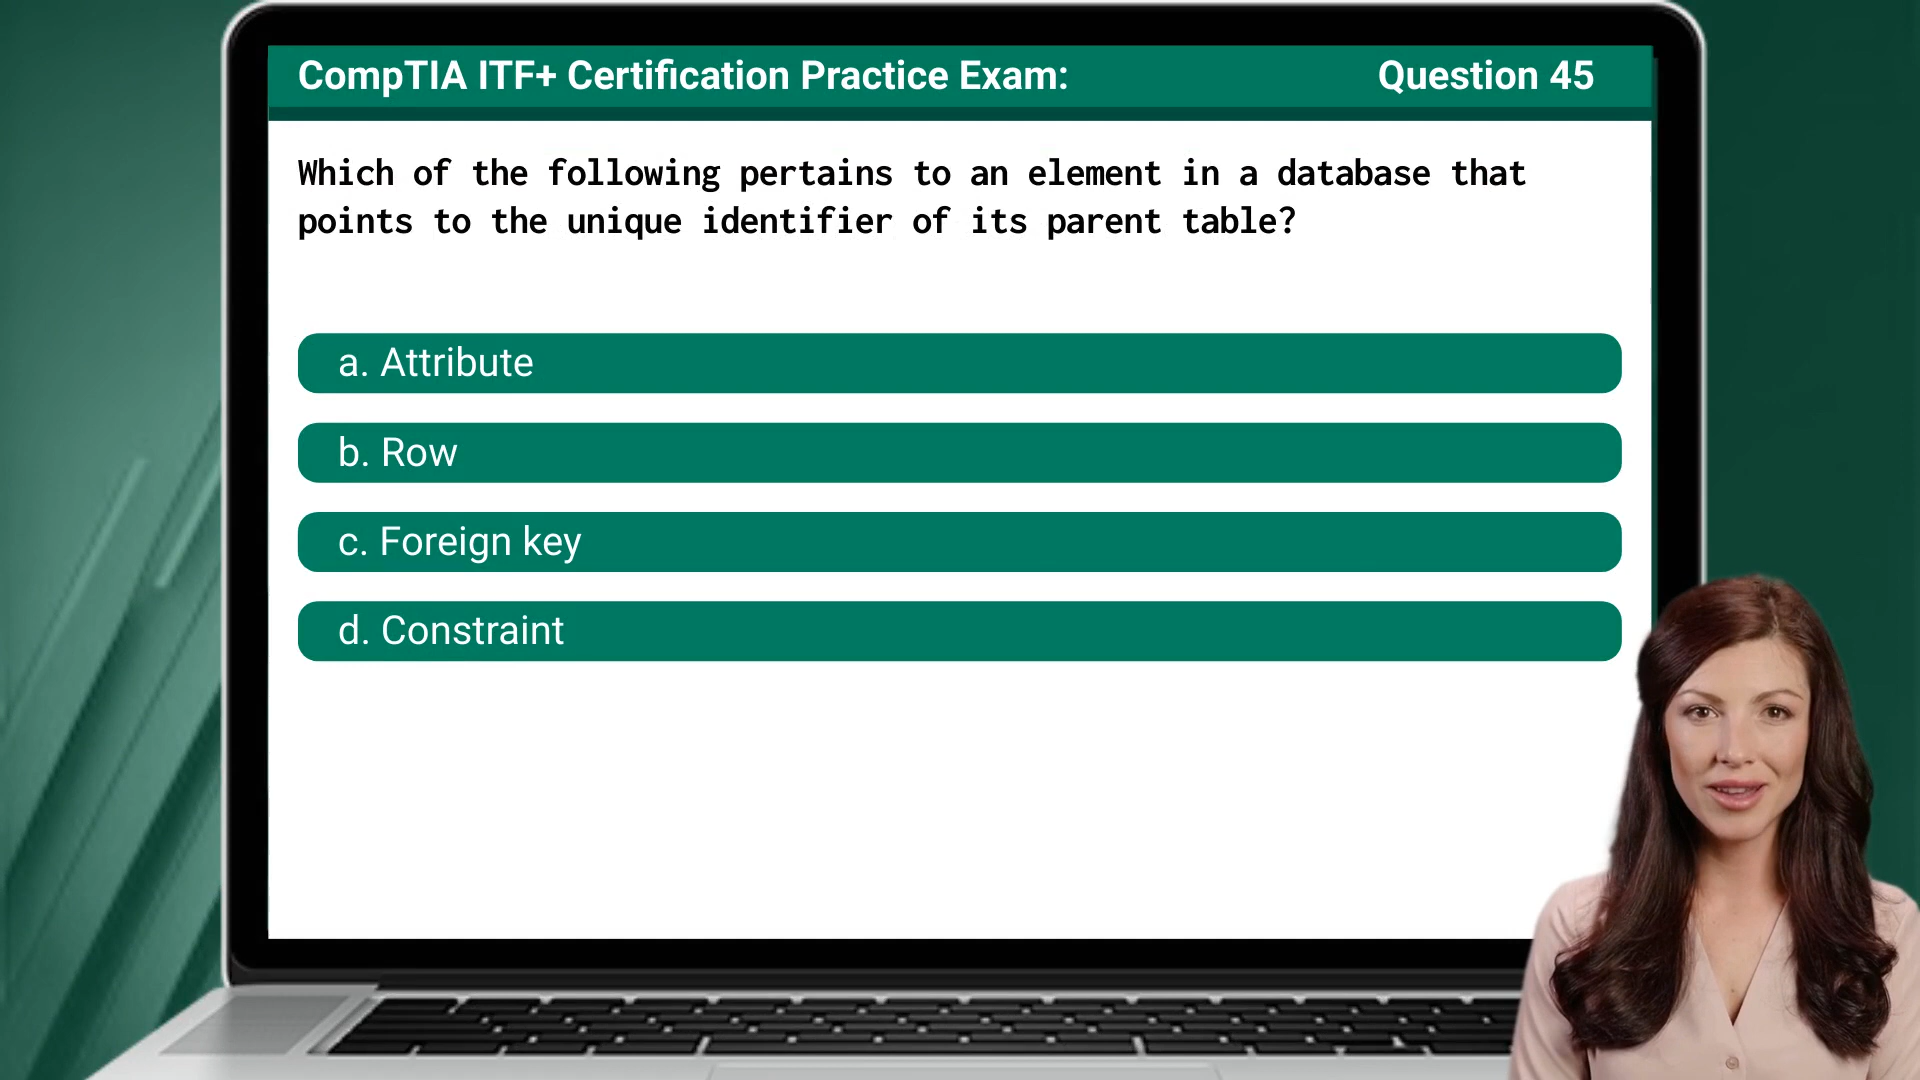 CompTIA ITF+ Certification Practice Exam:
Question 45
Which of the following pertains to an element in a database that
points to the unique identifier of its parent table?
a. Attribute
b. Row
c. Foreign key
d. Constraint